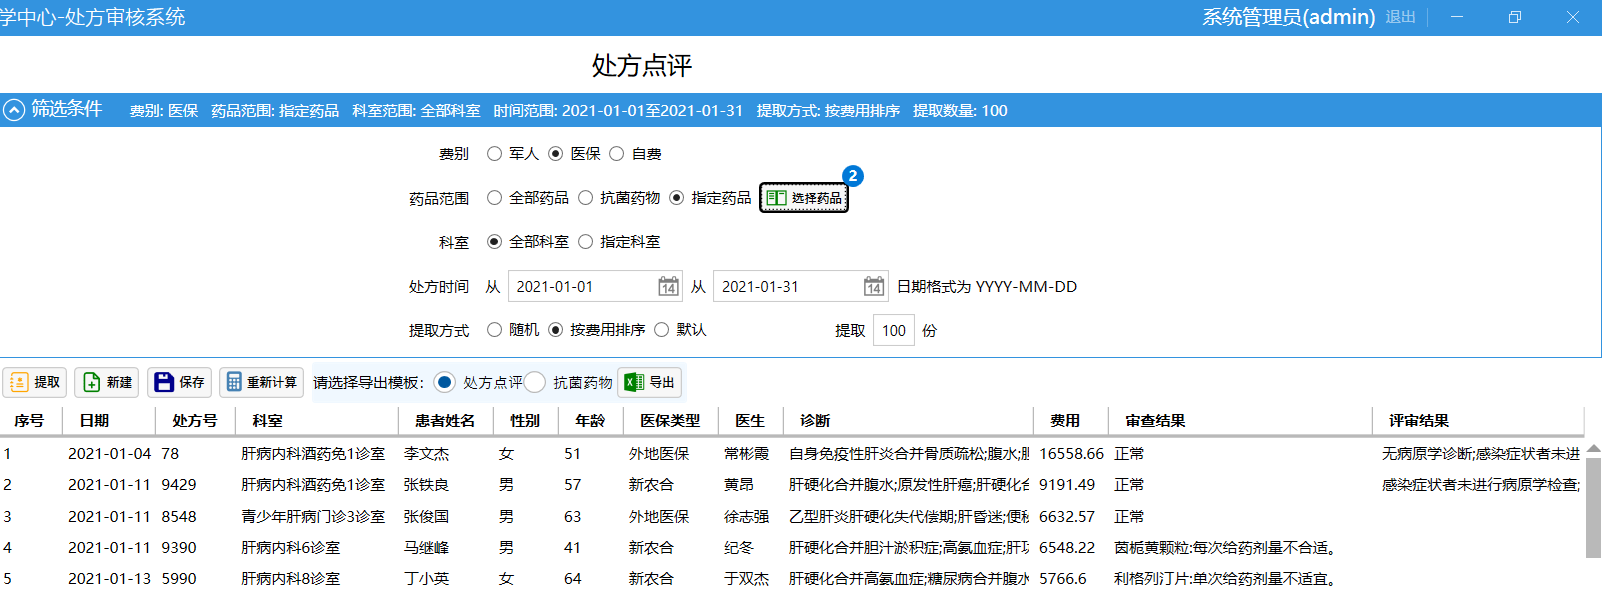 学中心-处方审核系统 系统管理员(admin) 退出
处方点评
筛选条件 费别: 医保 药品范围: 指定药品 科室范围: 全部科室 时间范围: 2021-01-01至2021-01-31 提取方式: 按费用排序 提取数量: 100
费别 军人 医保 自费
药品范围 全部药品 抗菌药物 指定药品 选择药品 2
科室 全部科室 指定科室
处方时间 从 2021-01-01 14 从 2021-01-31 14 日期格式为 YYYY-MM-DD
提取方式 随机 按费用排序 默认 提取 100 份
提取 新建 保存 重新计算 请选择导出模板: 处方点评 抗菌药物 导出
序号 日期 处方号 科室 患者姓名 性别 年龄 医保类型 医生 诊断 费用 审查结果 评审结果
1 2021-01-04 78 肝病内科酒药免1诊室 李文杰 女 51 外地医保 常彬霞 自身免疫性肝炎合并骨质疏松;腹水; 16558.66 正常 无病原学诊断;感染症状者未进
2 2021-01-11 9429 肝病内科酒药免1诊室 张铁良 男 57 新农合 黄昂 肝硬化合并腹水;原发性肝癌;肝硬化合 9191.49 正常 感染症状者未进行病原学检查;
3 2021-01-11 8548 青少年肝病门诊3诊室 张俊国 男 63 外地医保 徐志强 乙型肝炎肝硬化失代偿期;肝昏迷;便秘 6632.57 正常
4 2021-01-11 9390 肝病内科6诊室 马继峰 男 41 新农合 纪冬 肝硬化合并胆汁淤积症;高氨血症;肝功 6548.22 茵栀黄颗粒:每次给药剂量不合适。
5 2021-01-13 5990 肝病内科8诊室 丁小英 女 64 新农合 于双杰 肝硬化合并高氨血症;糖尿病合并腹水 5766.6 利格列汀片:单次给药剂量不适宜。